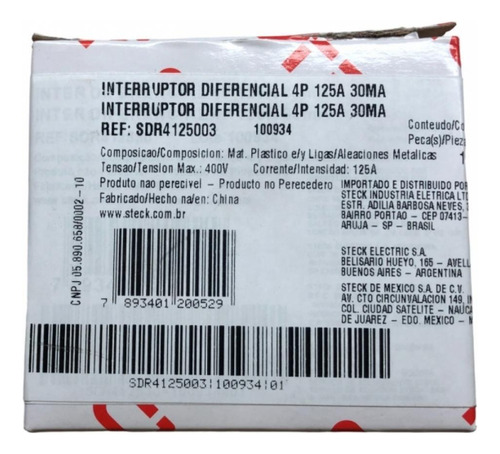 INTERRUPTOR DIFERENCIAL 4P 125A 30MA
INTERRUPTOR DIFERENCIAL 4P 125A 30MA
REF: SDR4125003 100934
Conteudo/Co
Peca(s)/Piez
1
Composicao/Composicion: Mat. Plastico e/y Ligas/Aleaciones Metalicas
Tensao/Tension Max.: 400V Corrente/Intensidad: 125A
Produto nao perecivel - Producto no Perecedero
Fabricado/Hecho na/en: China
www.steck.com.br
IMPORTADO E DISTRIBUIDO POR
STECK INDUSTRIA ELETRICA LTD
ESTR. ADILIA BARBOSA NEVES, 
BAIRRO PORTAO - CEP 07413-
ARUJA - SP - BRASIL
STECK ELECTRIC S.A.
BELISARIO HUEYO, 165 - AVELL
BUENOS AIRES - ARGENTINA
STECK DE MEXICO S.A. DE C.V.
AV. CTO CIRCUNVALACION 149, IN
COL. CIUDAD SATELITE - NAUCA
DE JUAREZ - EDO. MEXICO - M
CNPJ 05.890.658/0002-10
7 893401 200529
SDR4125003|100934|01